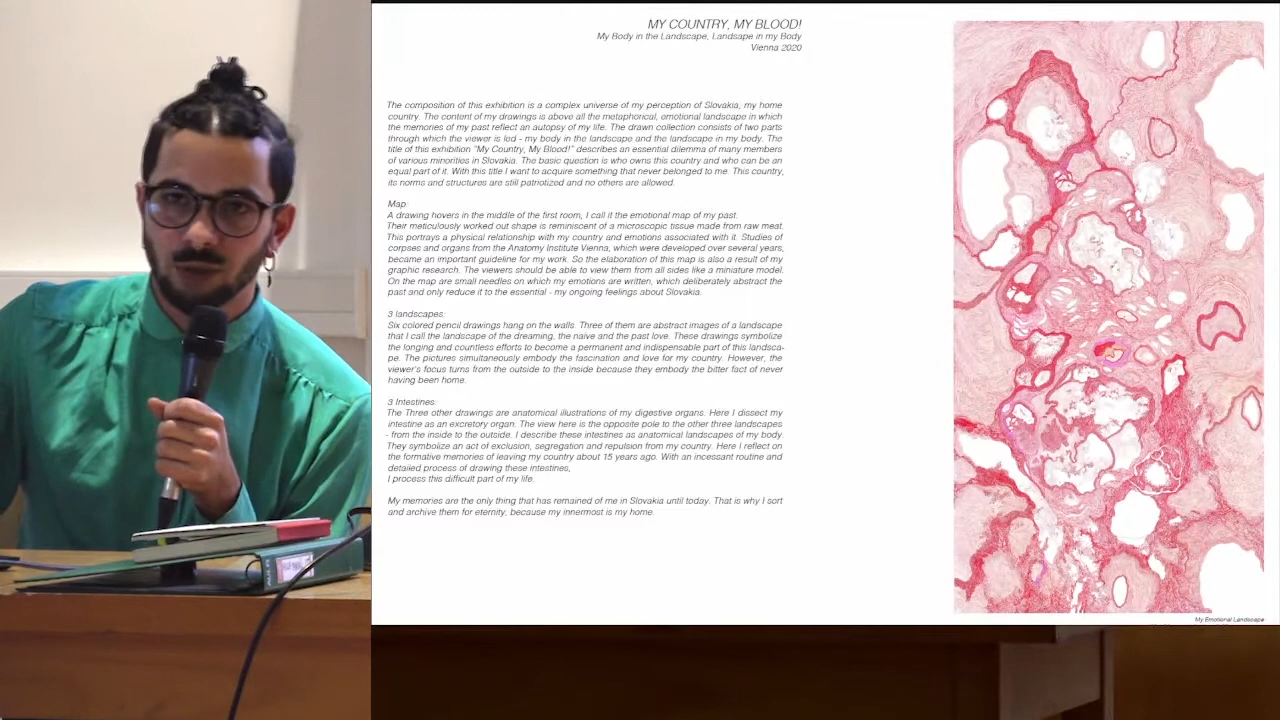 MY COUNTRY, MY BLOOD!
My Body in the Landscape, Landsape in my Body
Vienna 2020
The composition of this exhibition is a complex universe of my perception of Slovakia, my home
country. The content of my drawings is above all the metaphorical, emotional landscape in which
the memories of my past reflect an autopsy of my life. The drawn collection consists of two parts
through which the viewer is led - my body in the landscape and the landscape in my body. The
title of this exhibition "My Country, My Blood!" describes an essential dilemma of many members
of various minorities in Slovakia. The basic question is who owns this country and who can be an
equal part of it. With this title I want to acquire something that never belonged to me. This country,
its norms and structures are still patriotized and no others are allowed.
Map
A drawing hovers in the middle of the first room, I call it the emotional map of my past.
Their meticulously worked out shape is reminiscent of a microscopic tissue made from raw meat.
This portrays a physical relationship with my country and emotions associated with it. Studies of
corpses and organs from the Anatomy Institute Vienna, which were developed over several years,
became an important guideline for my work. So the elaboration of this map is also a result of my
graphic research. The viewers should be able to view them from all sides like a miniature model.
On the map are small needles on which my emotions are written, which deliberately abstract the
past and only reduce it to the essential - my ongoing feelings about Slovakia.
3 landscapes:
Six colored pencil drawings hang on the walls. Three of them are abstract images of a landscape
that I call the landscape of the dreaming, the naive and the past love. These drawings symbolize
the longing and countless efforts to become a permanent and indispensable part of this landsca-
pe. The pictures simultaneously embody the fascination and love for my country. However, the
viewer's focus turns from the outside to the inside because they embody the bitter fact of never
having been home.
3 Intestines:
The Three other drawings are anatomical illustrations of my digestive organs. Here I dissect my
intestine as an excretory organ. The view here is the opposite pole to the other three landscapes
- from the inside to the outside. I describe these intestines as anatomical landscapes of my body.
They symbolize an act of exclusion, segregation and repulsion from my country. Here I reflect on
the formative memories of leaving my country about 15 years ago. With an incessant routine and
detailed process of drawing these intestines,
I process this difficult part of my life.
My memories are the only thing that has remained of me in Slovakia until today. That is why I sort
and archive them for eternity, because my innermost is my home.
My Emotional Landscape